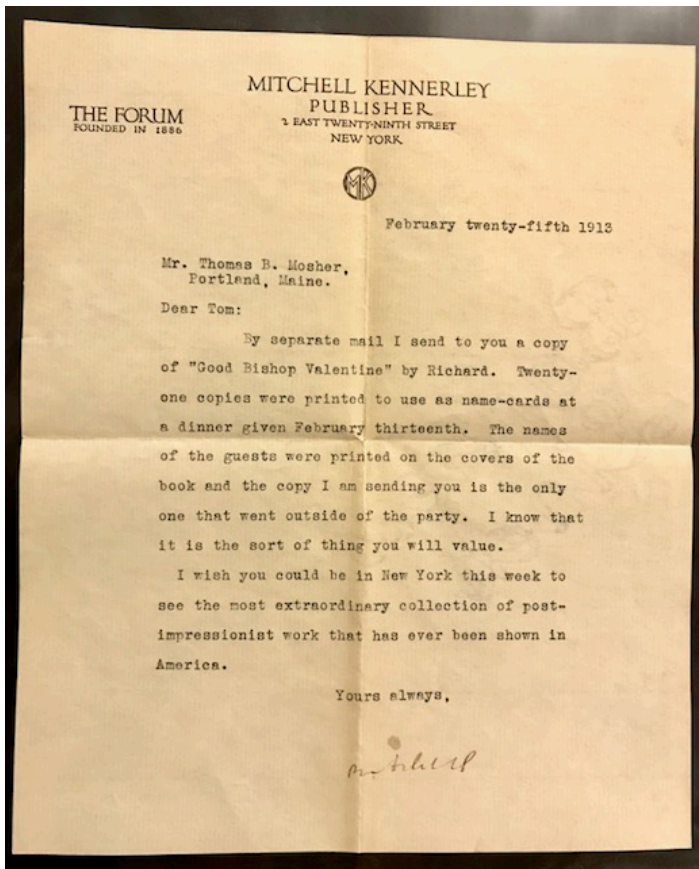 MITCHELL KENNERLEY
PUBLISHER
2 EAST TWENTY-NINTH STREET
NEW YORK
THE FORUM
FOUNDED IN 1886
MK
February twenty-fifth 1913
Mr. Thomas B. Mosher,
Portland, Maine.
Dear Tom:
By separate mail I send to you a copy
of "Good Bishop Valentine" by Richard. Twenty-
one copies were printed to use as name-cards at
a dinner given February thirteenth. The names
of the guests were printed on the covers of the
book and the copy I am sending you is the only
one that went outside of the party. I know that
it is the sort of thing you will value.
I wish you could be in New York this week to
see the most extraordinary collection of post-
impressionist work that has ever been shown in
America.
Yours always,
Mitchell